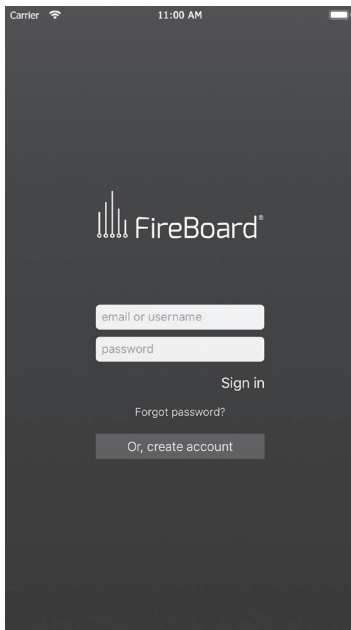 Carrier 11:00 AM
FireBoard®
email or username
password
Sign in
Forgot password?
Or, create account